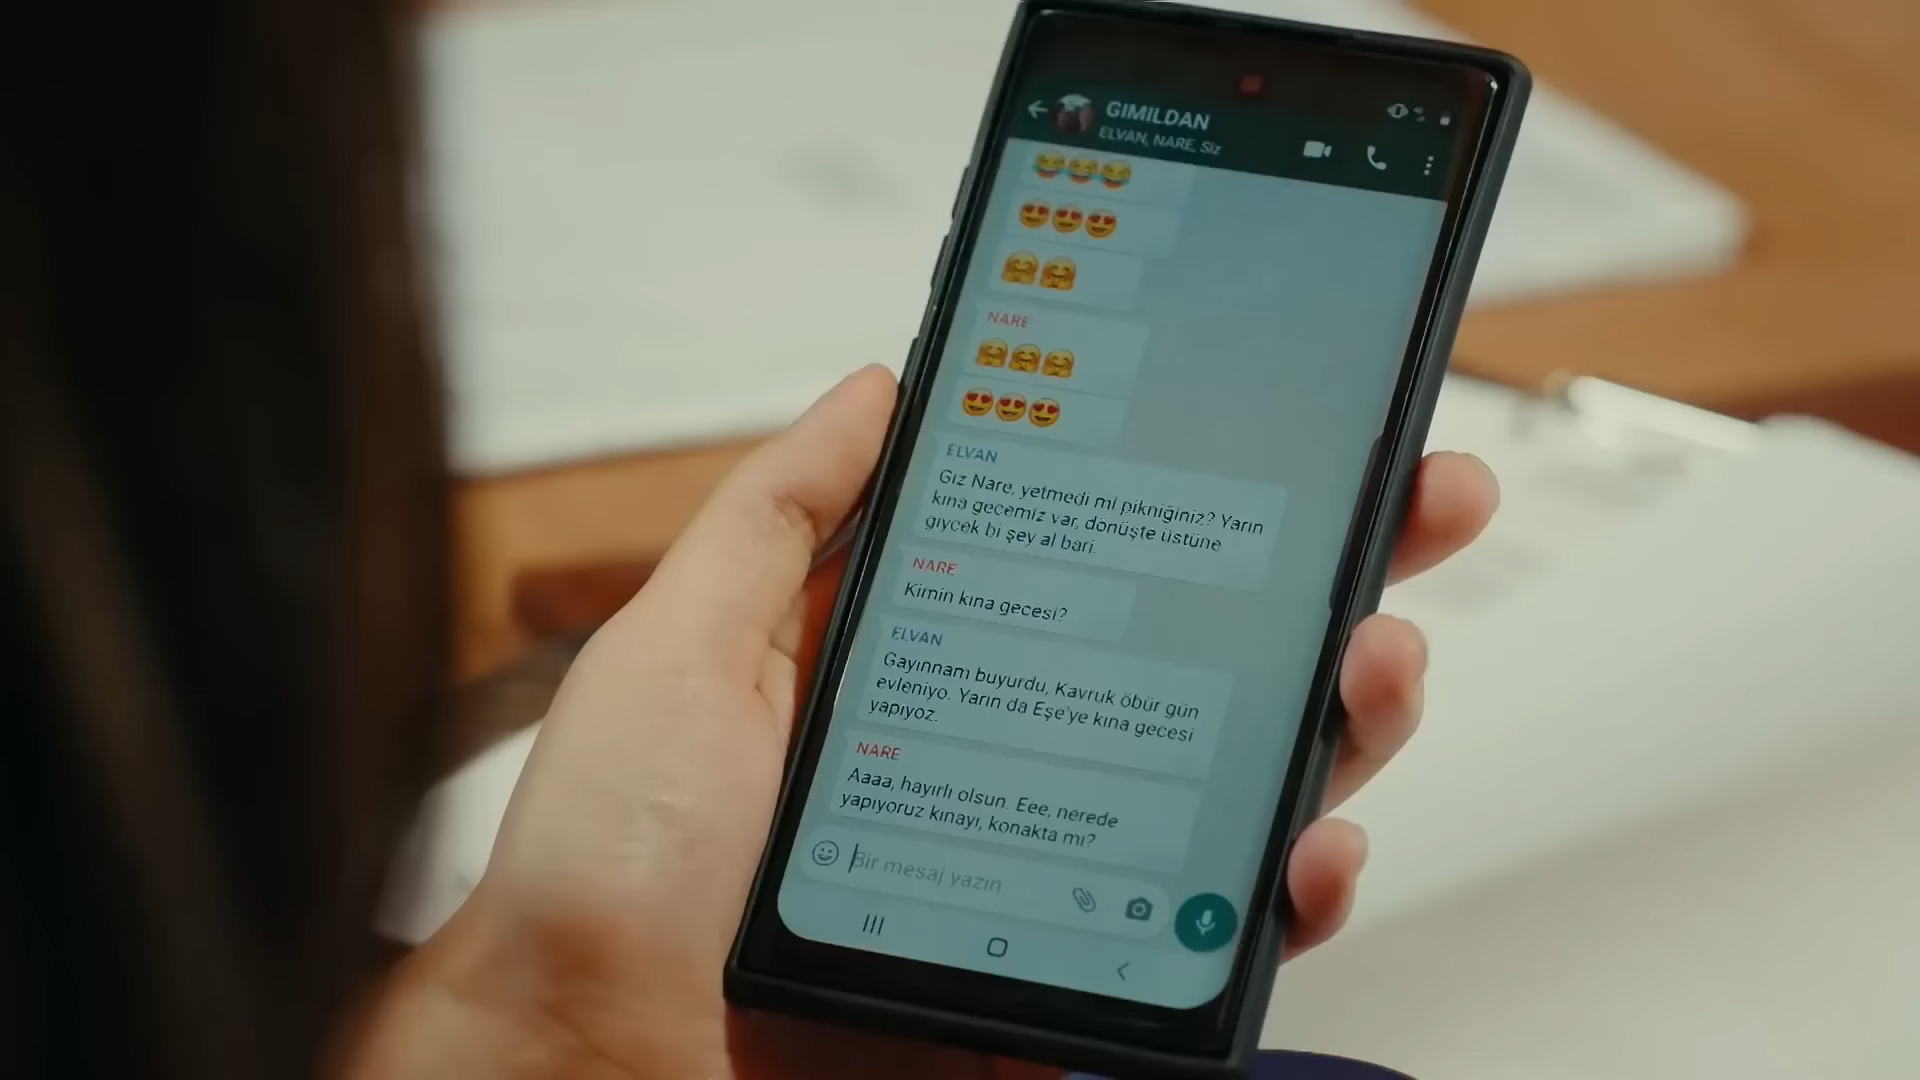 GIMILDAN
ELVAN, NARE, Siz
NARE
ELVAN
Gız Nare, yetmedi mi pikniğiniz? Yarın
kına gecemiz var, dönüşte üstüne
giycek bi şey al bari.
NARE
Kimin kına gecesi?
ELVAN
Gayınnam buyurdu, Kavruk öbür gün
evleniyo. Yarın da Eşe'ye kına gecesi
yapıyoz.
NARE
Aaaa, hayırlı olsun. Eee, nerede
yapıyoruz kınayı, konakta mı?
Bir mesaj yazın